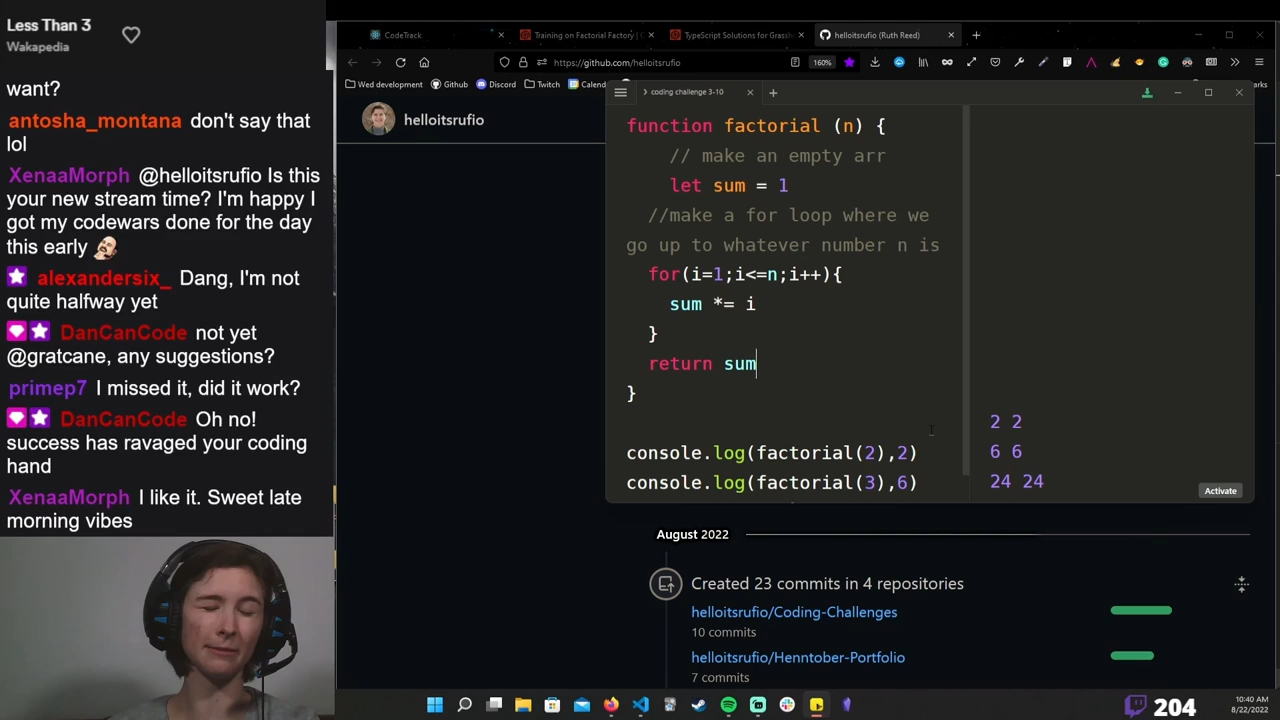 Less Than 3
Wakapedia
want?
antosha_montana don't say that
lol
XenaaMorph @helloitsrufio Is this
your new stream time? I'm happy I
got my codewars done for the day
this early
alexandersix_ Dang, I'm not
quite halfway yet
DanCanCode not yet
@gratcane, any suggestions?
primep7 I missed it, did it work?
DanCanCode Oh no!
success has ravaged your coding
hand
XenaaMorph I like it. Sweet late
morning vibes
CodeTrack
Training on Factorial Factory | C
TypeScript Solutions for Grassh
helloitsrufio (Ruth Reed)
https://github.com/helloitsrufio
160%
Wed development
Github
Discord
Twitch
Calend
arks
helloitsrufio
coding challenge 3-10
function factorial (n) {
// make an empty arr
let sum = 1
//make a for loop where we
go up to whatever number n is
for(i=1;i<=n;i++){
sum *= i
}
return sum
}
console.log(factorial(2),2)
console.log(factorial(3),6)
2 2
6 6
24 24
Activate
August 2022
Created 23 commits in 4 repositories
helloitsrufio/Coding-Challenges
10 commits
helloitsrufio/Henntober-Portfolio
7 commits
204
10:40 AM
8/22/2022